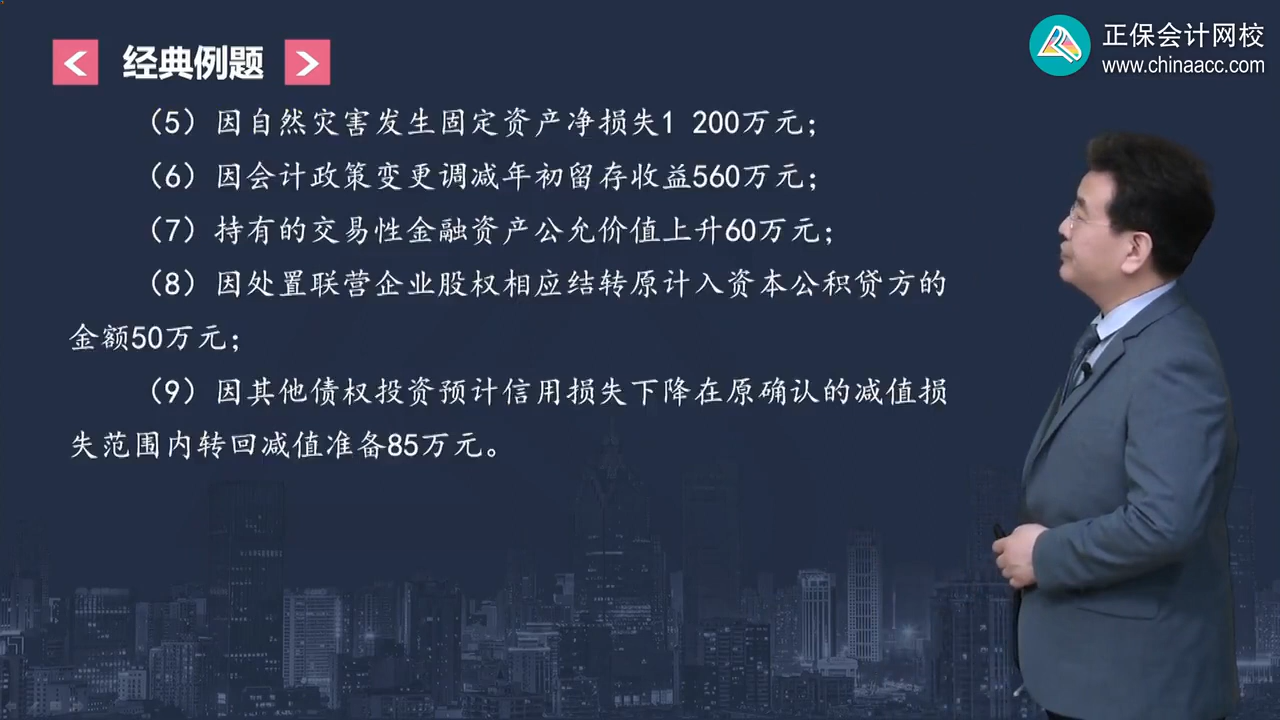 正保会计网校
www.chinaacc.com
经典例题
（5）因自然灾害发生固定资产净损失1 200万元；
（6）因会计政策变更调减年初留存收益560万元；
（7）持有的交易性金融资产公允价值上升60万元；
（8）因处置联营企业股权相应结转原计入资本公积贷方的
金额50万元；
（9）因其他债权投资预计信用损失下降在原确认的减值损
失范围内转回减值准备85万元。